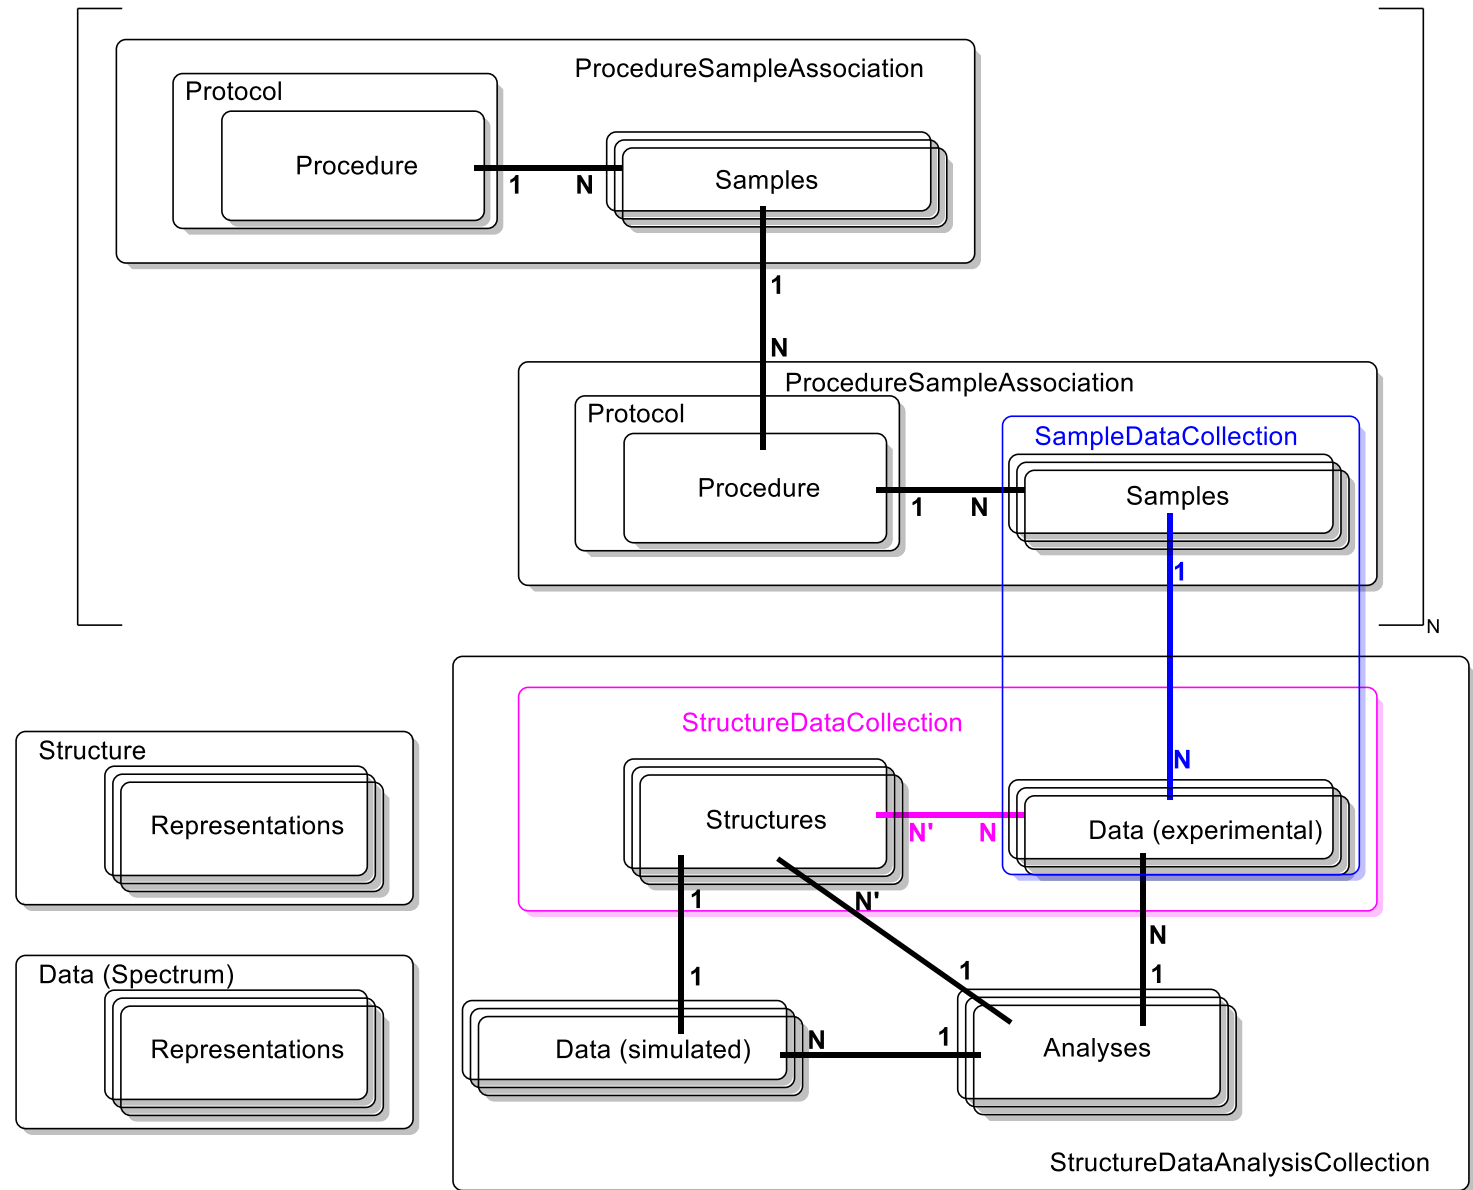 ProcedureSampleAssociation
Protocol
Procedure
1 N
Samples
1
N
ProcedureSampleAssociation
Protocol
Procedure
1 N
SampleDataCollection
Samples
1
N
N
StructureDataCollection
Structures
N' N
Data (experimental)
Structure
Representations
1
N'
N
1
1
1
Data (Spectrum)
Representations
Data (simulated)
N 1
Analyses
StructureDataAnalysisCollection